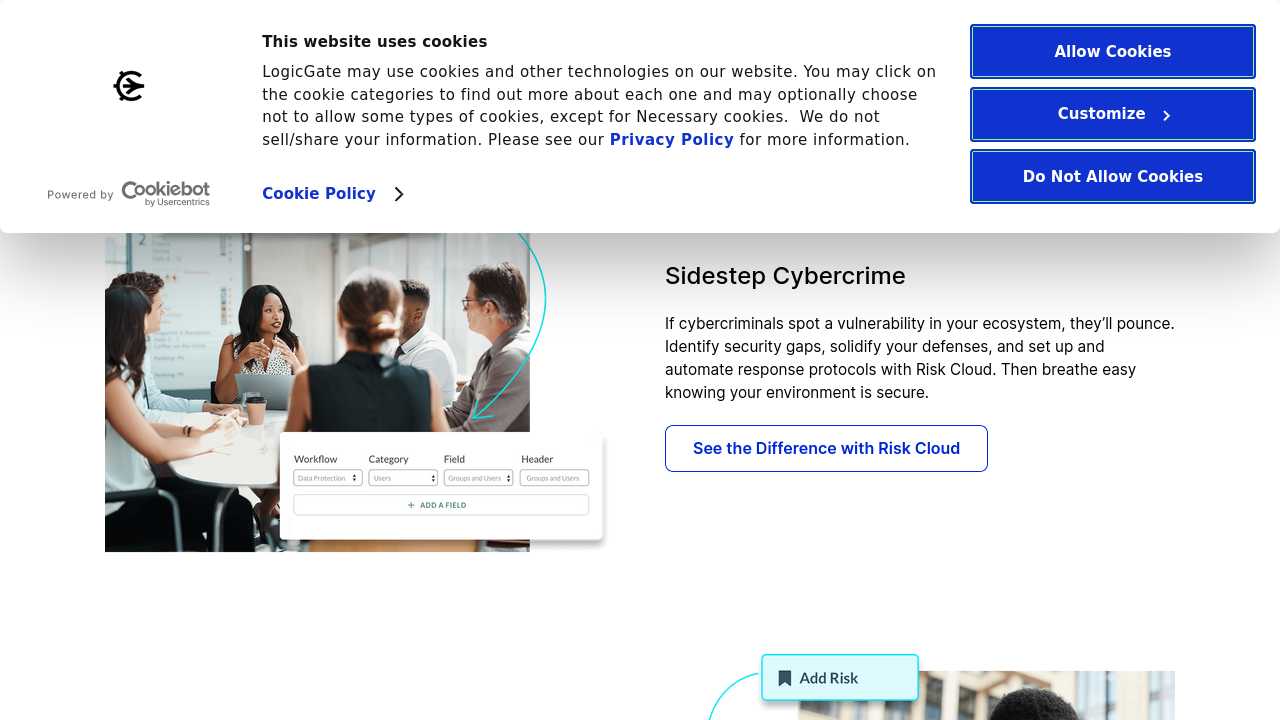 This website uses cookies
LogicGate may use cookies and other technologies on our website. You may click on
the cookie categories to find out more about each one and may optionally choose
not to allow some types of cookies, except for Necessary cookies.  We do not
sell/share your information. Please see our Privacy Policy for more information.
Cookie Policy
Powered by Cookiebot
by Usercentrics
Allow Cookies
Customize
Do Not Allow Cookies
Sidestep Cybercrime
If cybercriminals spot a vulnerability in your ecosystem, they’ll pounce.
Identify security gaps, solidify your defenses, and set up and
automate response protocols with Risk Cloud. Then breathe easy
knowing your environment is secure.
See the Difference with Risk Cloud
Workflow Category Field Header
Data Protection Users Groups and Users Groups and Users
+ ADD A FIELD
Add Risk